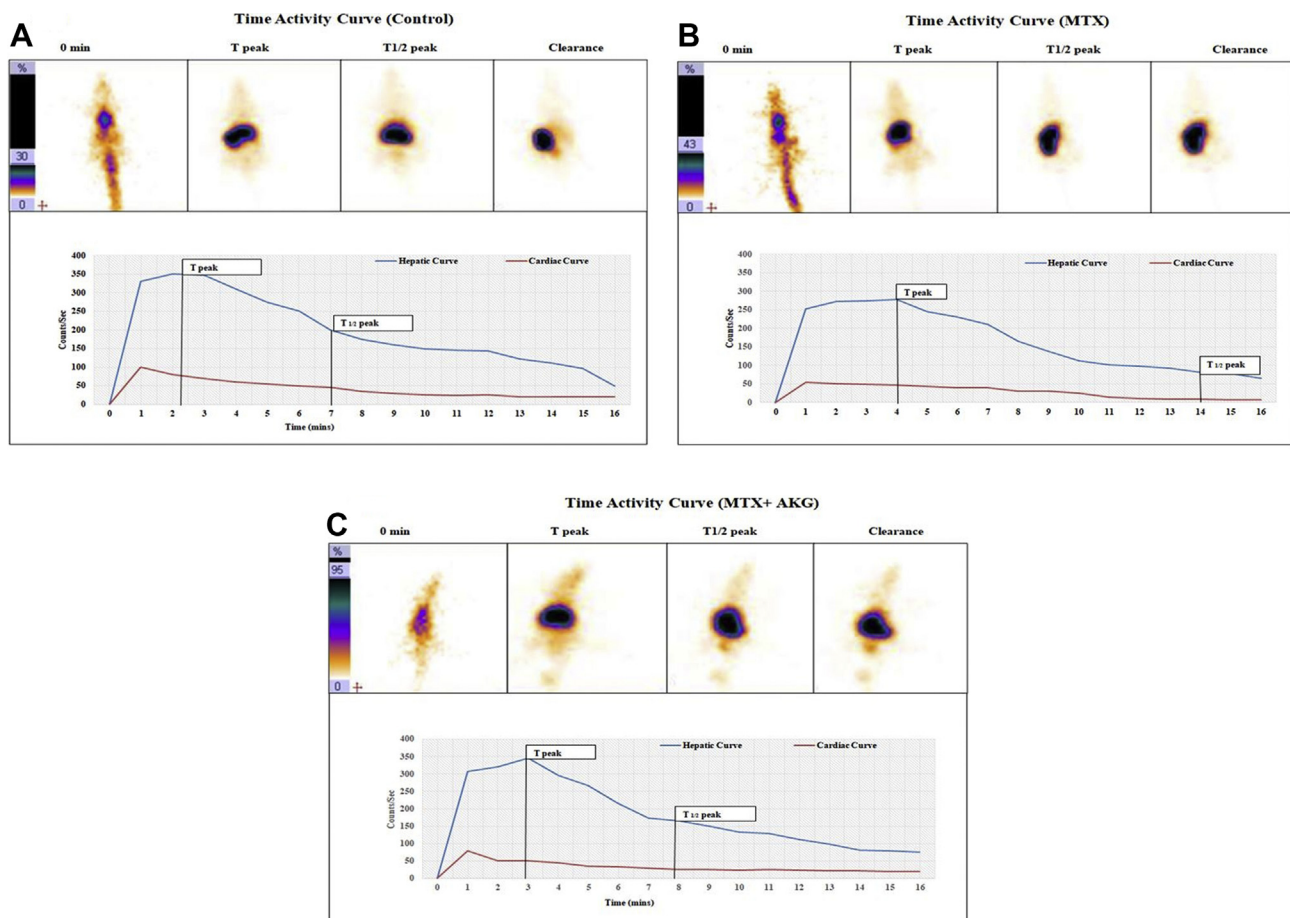 A
Time Activity Curve (Control)
0 min T peak T1/2 peak Clearance
%
30
0
400
350
300
250
200
150
100
50
0
Counts/Sec
T peak
T 1/2 peak
Hepatic Curve Cardiac Curve
0 1 2 3 4 5 6 7 8 9 10 11 12 13 14 15 16
Time (mins)
B
Time Activity Curve (MTX)
0 min T peak T1/2 peak Clearance
%
43
0
400
350
300
250
200
150
100
50
0
Counts/Sec
T peak
T 1/2 peak
Hepatic Curve Cardiac Curve
0 1 2 3 4 5 6 7 8 9 10 11 12 13 14 15 16
Time (mins)
C
Time Activity Curve (MTX+ AKG)
0 min T peak T1/2 peak Clearance
%
95
0
400
350
300
250
200
150
100
50
0
Counts/Sec
T peak
T 1/2 peak
Hepatic Curve Cardiac Curve
0 1 2 3 4 5 6 7 8 9 10 11 12 13 14 15 16
Time (mins)